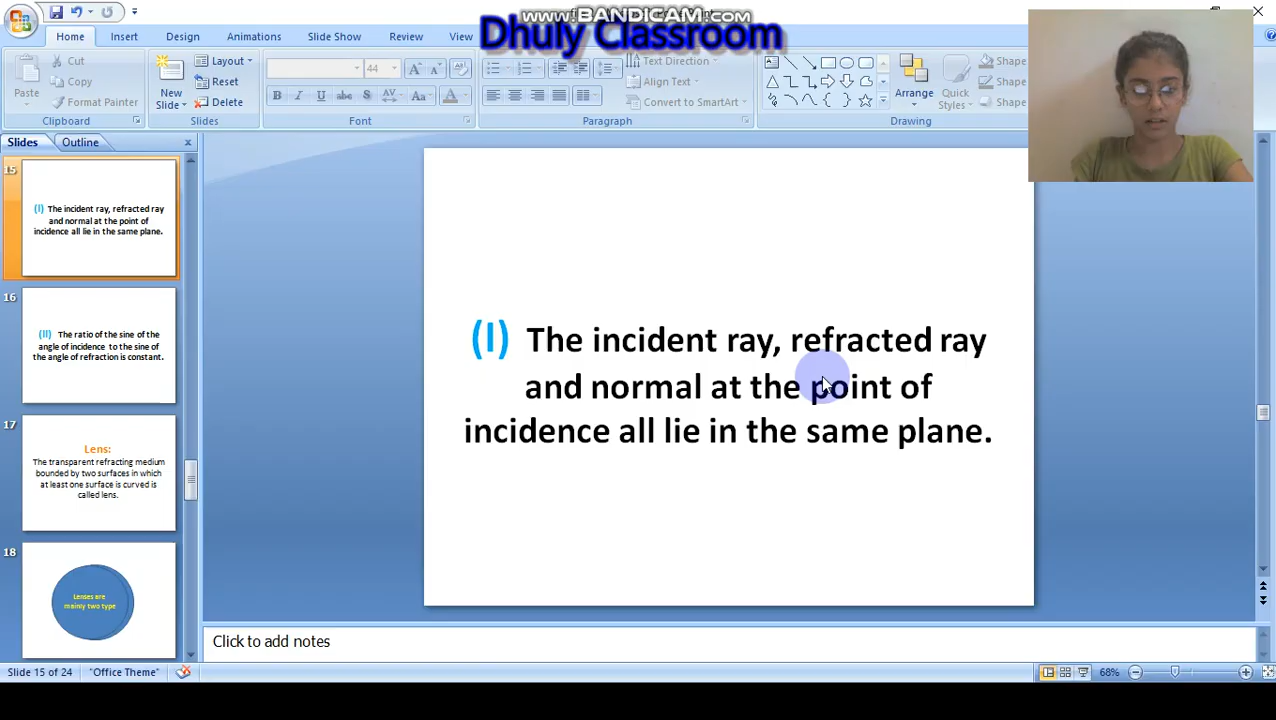 www.BANDICAM.com
Dhuly Classroom
Home Insert Design Animations Slide Show Review View
Cut
Copy
Format Painter
Paste
Clipboard
New
Slide
Layout
Reset
Delete
Slides
44
B I U abc S AV Aa A
Font
Text Direction
Align Text
Convert to SmartArt
Paragraph
Arrange
Quick
Styles
Shape
Shape
Shape
Drawing
Slides Outline
15
(I) The incident ray, refracted ray
and normal at the point of
incidence all lie in the same plane.
16
(II) The ratio of the sine of the
angle of incidence to the sine of
the angle of refraction is constant.
17
Lens:
The transparent refracting medium
bounded by two surfaces in which
at least one surface is curved is
called lens.
18
Lenses are
mainly two type
(I) The incident ray, refracted ray
and normal at the point of
incidence all lie in the same plane.
Click to add notes
Slide 15 of 24 "Office Theme" 68%